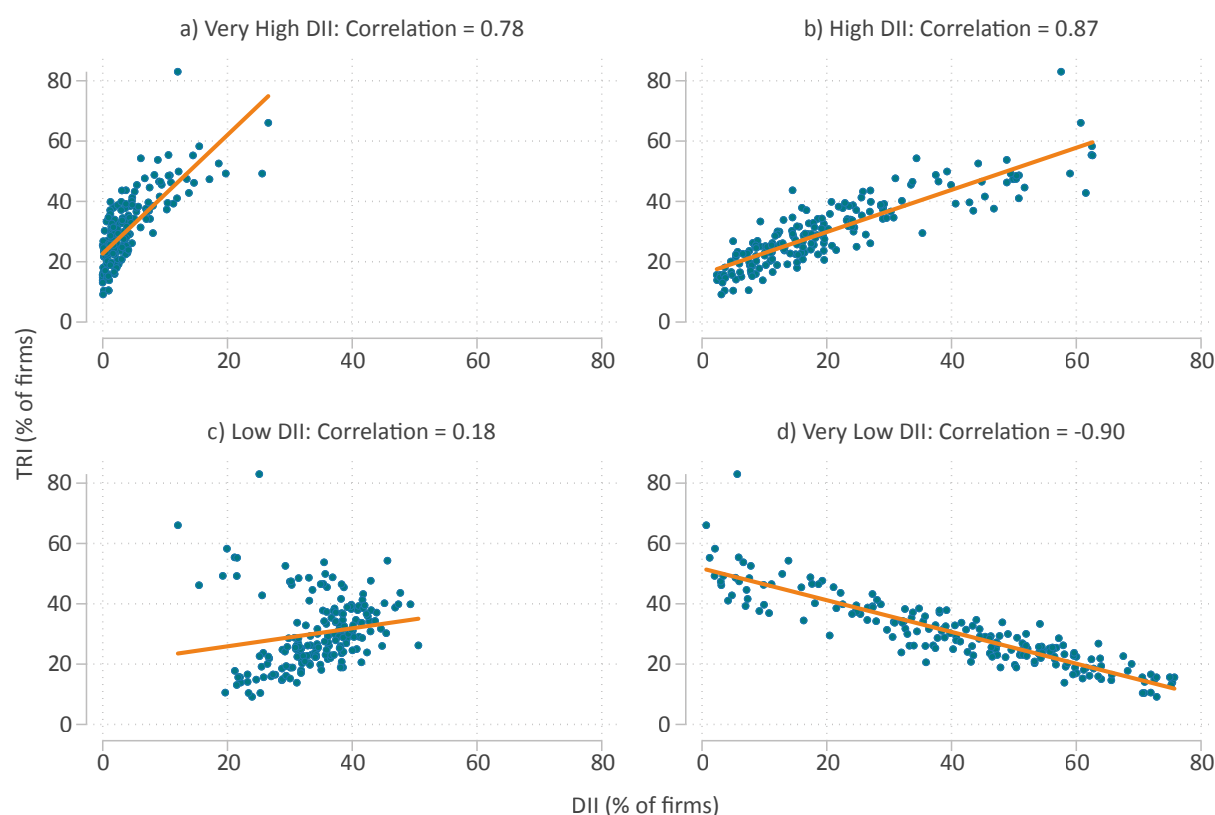 a) Very High DII: Correlation = 0.78
b) High DII: Correlation = 0.87
80
60
40
20
0
0 20 40 60 80
80
60
40
20
0
0 20 40 60 80
TRI (% of firms)
c) Low DII: Correlation = 0.18
d) Very Low DII: Correlation = -0.90
80
60
40
20
0
0 20 40 60 80
80
60
40
20
0
0 20 40 60 80
DII (% of firms)